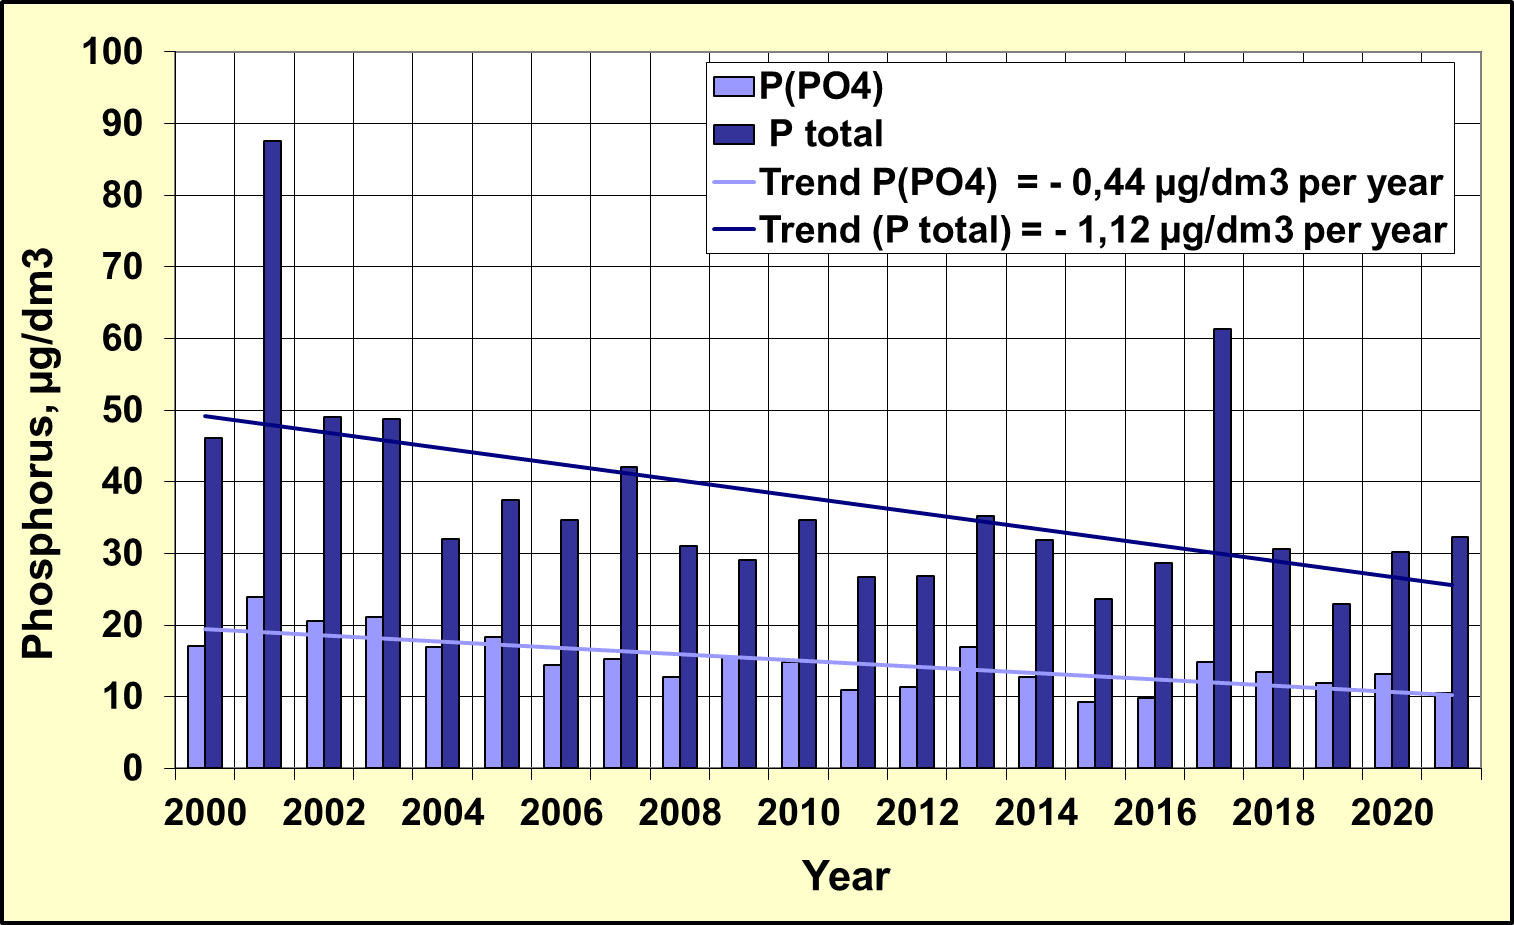 100
90
80
70
60
50
40
30
20
10
0
Phosphorus, µg/dm3
P(PO4)
P total
Trend P(PO4)  = - 0,44 µg/dm3 per year
Trend (P total) = - 1,12 µg/dm3 per year
2000 2002 2004 2006 2008 2010 2012 2014 2016 2018 2020
Year